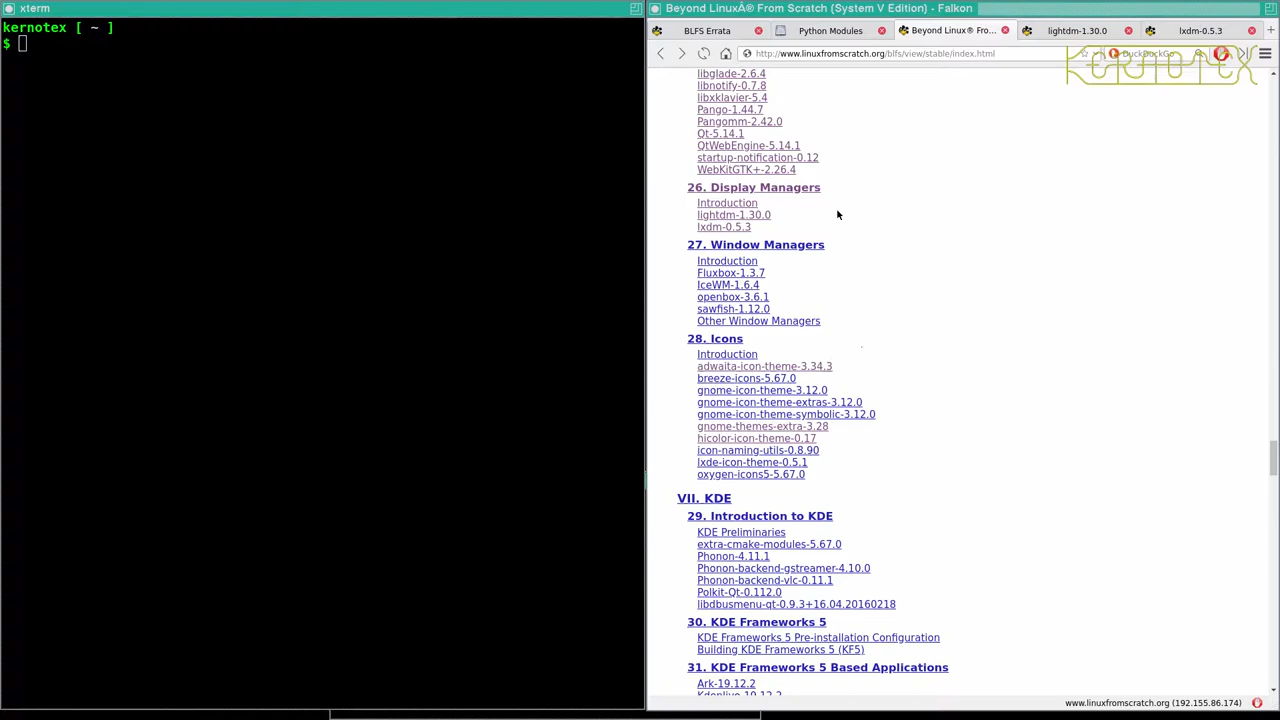 xterm
kernotex [ ~ ]
$
Beyond LinuxÂ® From Scratch (System V Edition) - Falkon
BLFS Errata
Python Modules
Beyond Linux® Fro...
lightdm-1.30.0
lxdm-0.5.3
http://www.linuxfromscratch.org/blfs/view/stable/index.html
DuckDuckGo
KERNOTEX
libglade-2.6.4
libnotify-0.7.8
libxklavier-5.4
Pango-1.44.7
Pangomm-2.42.0
Qt-5.14.1
QtWebEngine-5.14.1
startup-notification-0.12
WebKitGTK+-2.26.4
26. Display Managers
Introduction
lightdm-1.30.0
lxdm-0.5.3
27. Window Managers
Introduction
Fluxbox-1.3.7
IceWM-1.6.4
openbox-3.6.1
sawfish-1.12.0
Other Window Managers
28. Icons
Introduction
adwaita-icon-theme-3.34.3
breeze-icons-5.67.0
gnome-icon-theme-3.12.0
gnome-icon-theme-extras-3.12.0
gnome-icon-theme-symbolic-3.12.0
gnome-themes-extra-3.28
hicolor-icon-theme-0.17
icon-naming-utils-0.8.90
lxde-icon-theme-0.5.1
oxygen-icons5-5.67.0
VII. KDE
29. Introduction to KDE
KDE Preliminaries
extra-cmake-modules-5.67.0
Phonon-4.11.1
Phonon-backend-gstreamer-4.10.0
Phonon-backend-vlc-0.11.1
Polkit-Qt-0.112.0
libdbusmenu-qt-0.9.3+16.04.20160218
30. KDE Frameworks 5
KDE Frameworks 5 Pre-installation Configuration
Building KDE Frameworks 5 (KF5)
31. KDE Frameworks 5 Based Applications
Ark-19.12.2
Kdenlive-19.12.2
www.linuxfromscratch.org (192.155.86.174)